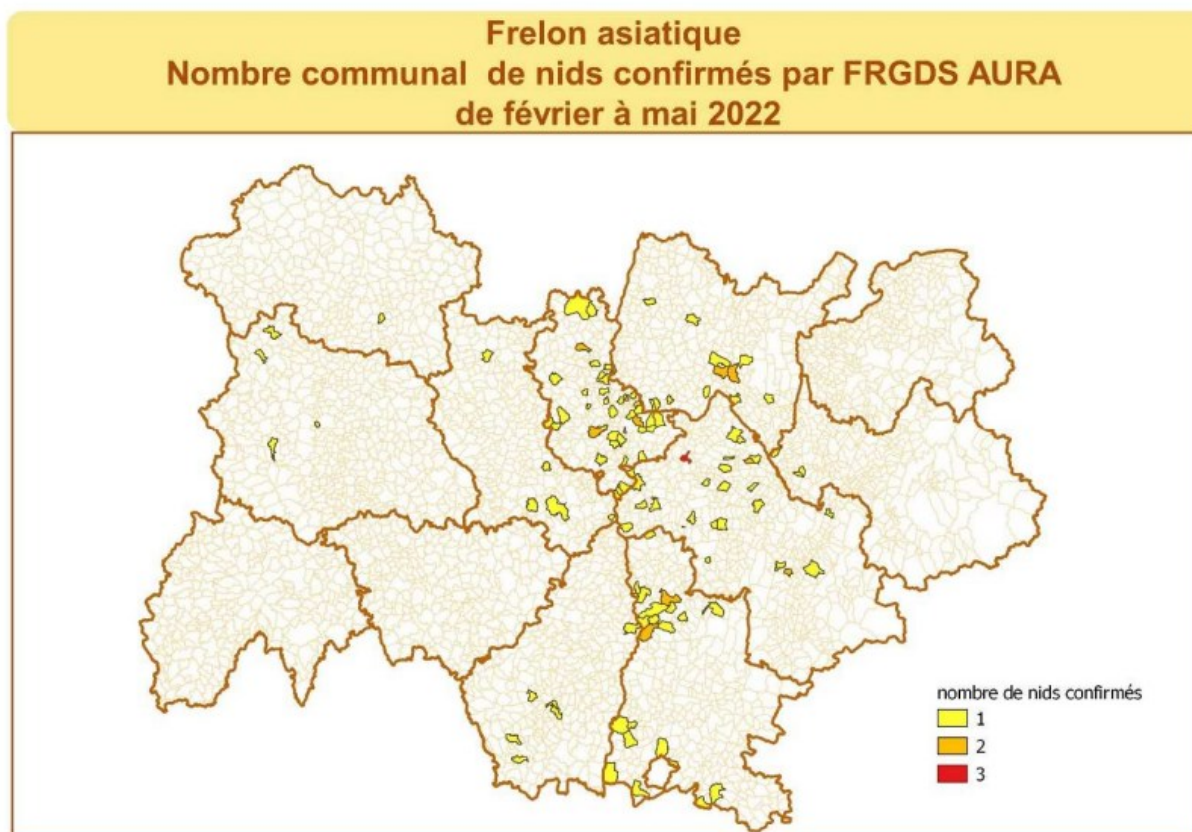 Frelon asiatique
Nombre communal de nids confirmés par FRGDS AURA
de février à mai 2022
nombre de nids confirmés
1
2
3